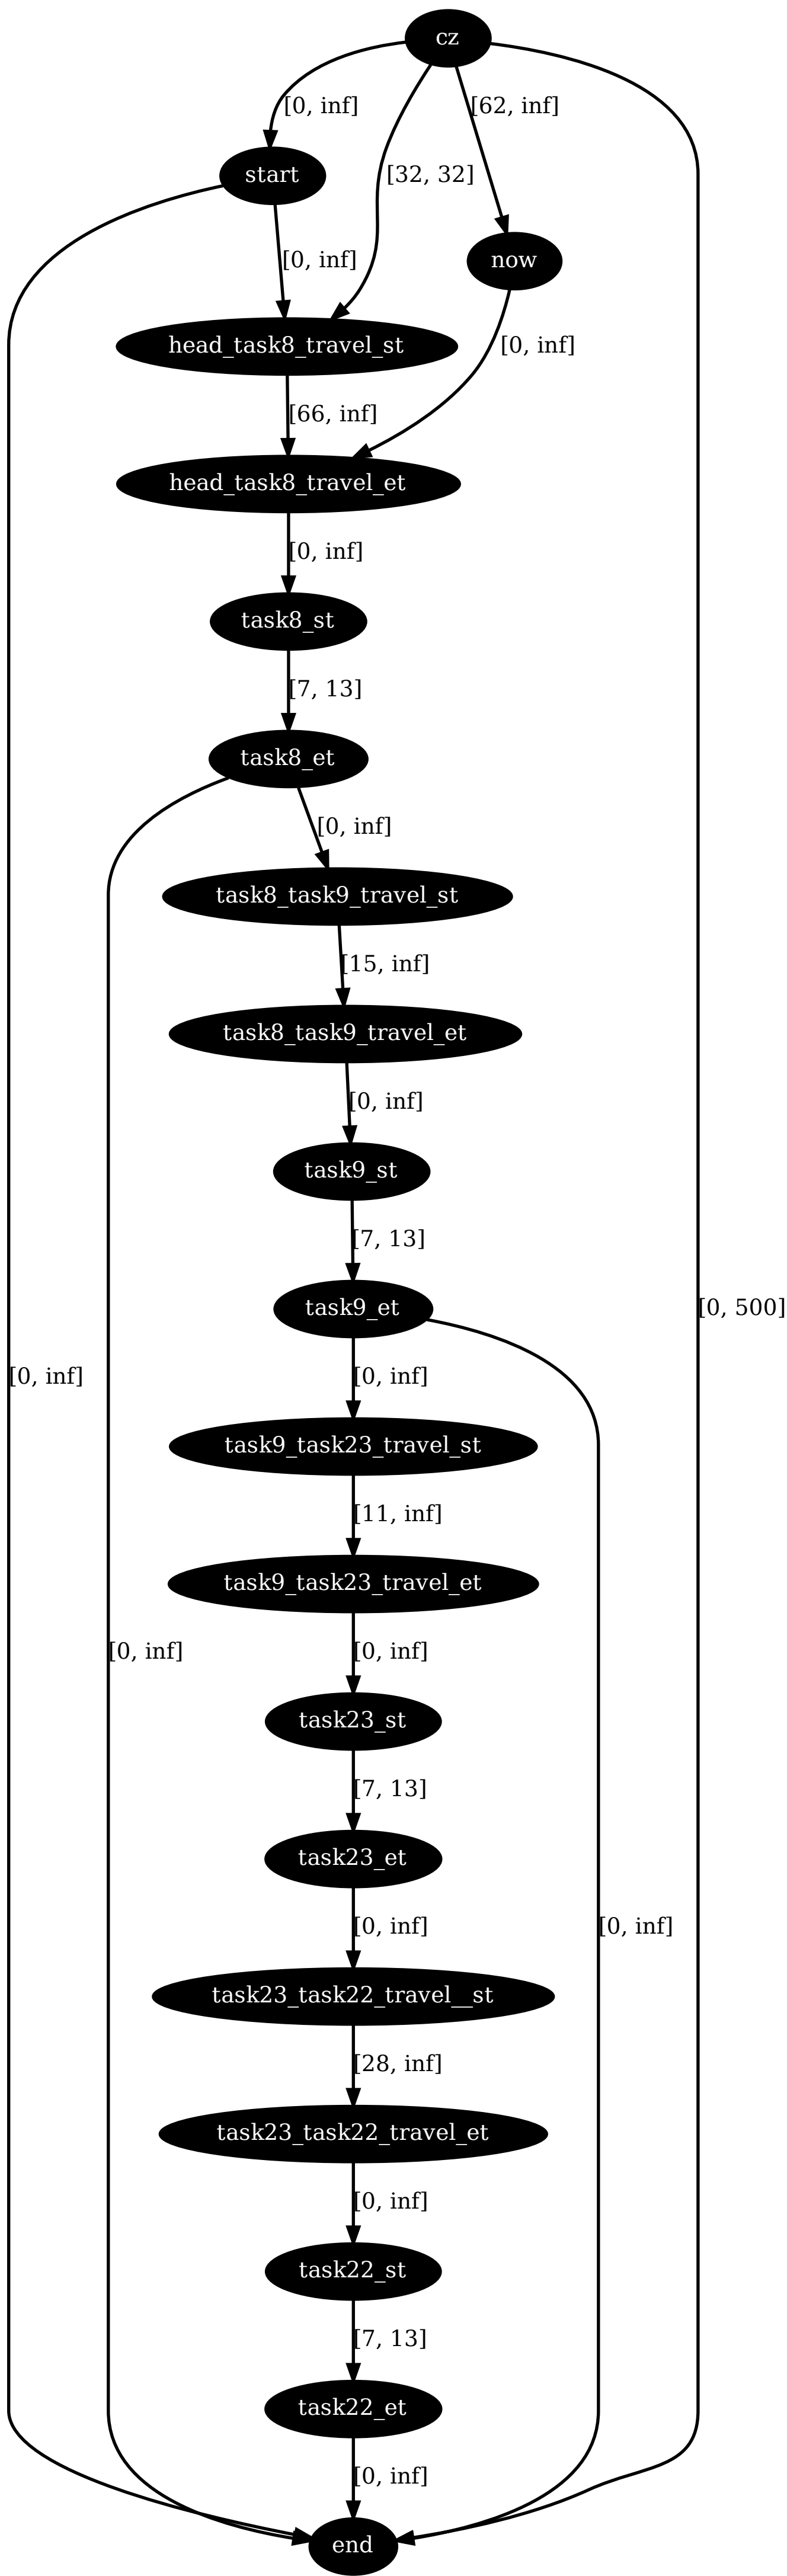 cz
[0, inf]
[62, inf]
[32, 32]
start
now
[0, inf]
head_task8_travel_st
[0, inf]
[66, inf]
head_task8_travel_et
[0, inf]
task8_st
[7, 13]
task8_et
[0, inf]
task8_task9_travel_st
[15, inf]
task8_task9_travel_et
[0, inf]
task9_st
[7, 13]
task9_et
[0, 500]
[0, inf]
[0, inf]
task9_task23_travel_st
[11, inf]
task9_task23_travel_et
[0, inf]
[0, inf]
task23_st
[7, 13]
task23_et
[0, inf]
[0, inf]
task23_task22_travel__st
[28, inf]
task23_task22_travel_et
[0, inf]
task22_st
[7, 13]
task22_et
[0, inf]
end